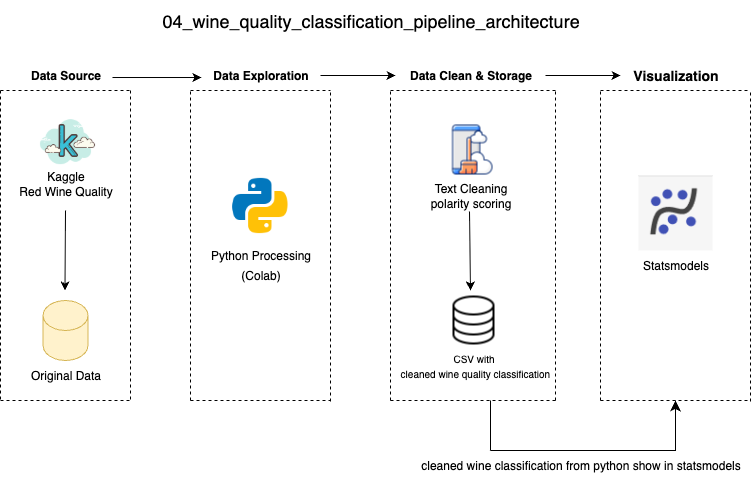 04_wine_quality_classification_pipeline_architecture
Data Source
Data Exploration
Data Clean & Storage
Visualization
k
Kaggle
Red Wine Quality
Original Data
Python Processing
(Colab)
Text Cleaning
polarity scoring
CSV with
cleaned wine quality classification
Statsmodels
cleaned wine classification from python show in statsmodels